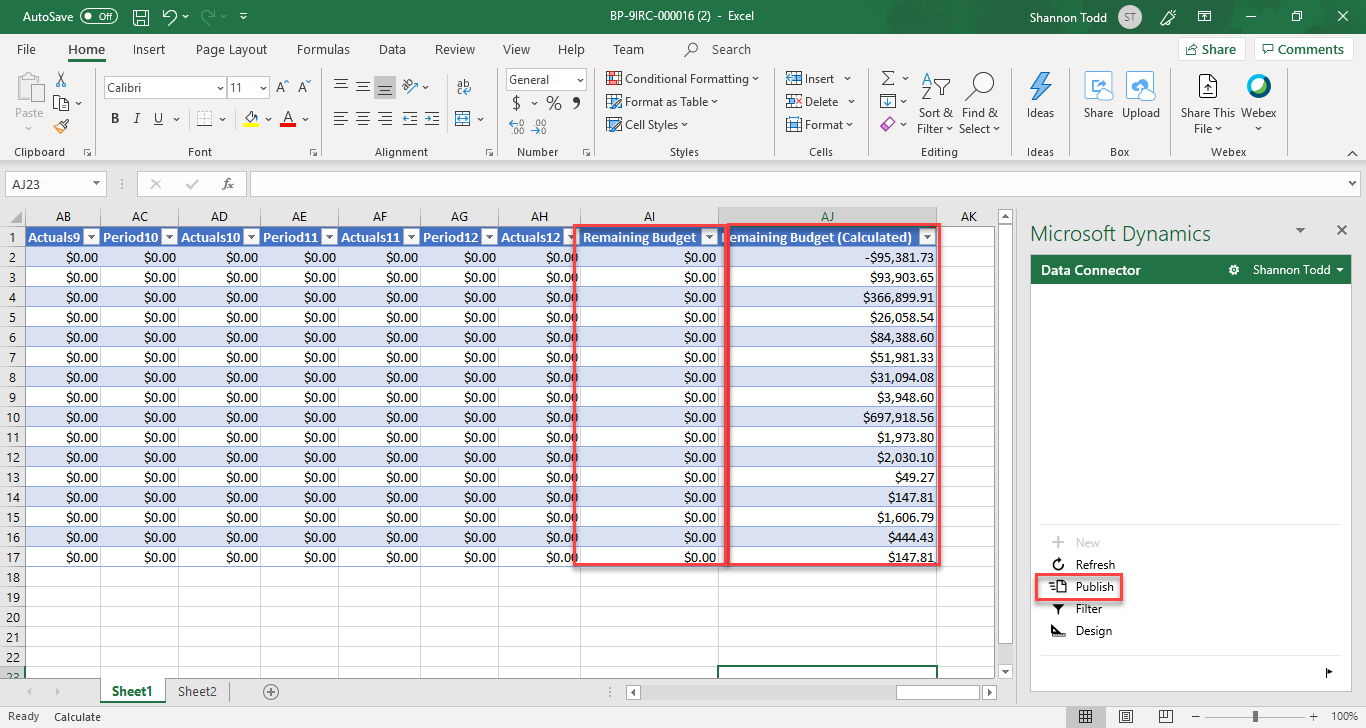 AutoSave Off BP-9IRC-000016 (2) - Excel Shannon Todd ST
File Home Insert Page Layout Formulas Data Review View Help Team Search Share Comments
Paste Calibri 11 General Conditional Formatting Format as Table Cell Styles Insert Delete Format Sort & Filter Find & Select Ideas Share Upload Share This File Webex
Clipboard Font Alignment Number Styles Cells Editing Ideas Box Webex
AJ23 fx
AB AC AD AE AF AG AH AI AJ AK
1 Actuals9 Period10 Actuals10 Period11 Actuals11 Period12 Actuals12 Remaining Budget emaining Budget (Calculated)
2 $0.00 $0.00 $0.00 $0.00 $0.00 $0.00 $0.00 $0.00 -$95,381.73
3 $0.00 $0.00 $0.00 $0.00 $0.00 $0.00 $0.00 $0.00 $93,903.65
4 $0.00 $0.00 $0.00 $0.00 $0.00 $0.00 $0.00 $0.00 $366,899.91
5 $0.00 $0.00 $0.00 $0.00 $0.00 $0.00 $0.00 $0.00 $26,058.54
6 $0.00 $0.00 $0.00 $0.00 $0.00 $0.00 $0.00 $0.00 $84,388.60
7 $0.00 $0.00 $0.00 $0.00 $0.00 $0.00 $0.00 $0.00 $51,981.33
8 $0.00 $0.00 $0.00 $0.00 $0.00 $0.00 $0.00 $0.00 $31,094.08
9 $0.00 $0.00 $0.00 $0.00 $0.00 $0.00 $0.00 $0.00 $3,948.60
10 $0.00 $0.00 $0.00 $0.00 $0.00 $0.00 $0.00 $0.00 $697,918.56
11 $0.00 $0.00 $0.00 $0.00 $0.00 $0.00 $0.00 $0.00 $1,973.80
12 $0.00 $0.00 $0.00 $0.00 $0.00 $0.00 $0.00 $0.00 $2,030.10
13 $0.00 $0.00 $0.00 $0.00 $0.00 $0.00 $0.00 $0.00 $49.27
14 $0.00 $0.00 $0.00 $0.00 $0.00 $0.00 $0.00 $0.00 $147.81
15 $0.00 $0.00 $0.00 $0.00 $0.00 $0.00 $0.00 $0.00 $1,606.79
16 $0.00 $0.00 $0.00 $0.00 $0.00 $0.00 $0.00 $0.00 $444.43
17 $0.00 $0.00 $0.00 $0.00 $0.00 $0.00 $0.00 $0.00 $147.81
18
19
20
21
22
23
Microsoft Dynamics
Data Connector Shannon Todd
New
Refresh
Publish
Filter
Design
Sheet1 Sheet2
Ready Calculate 100%